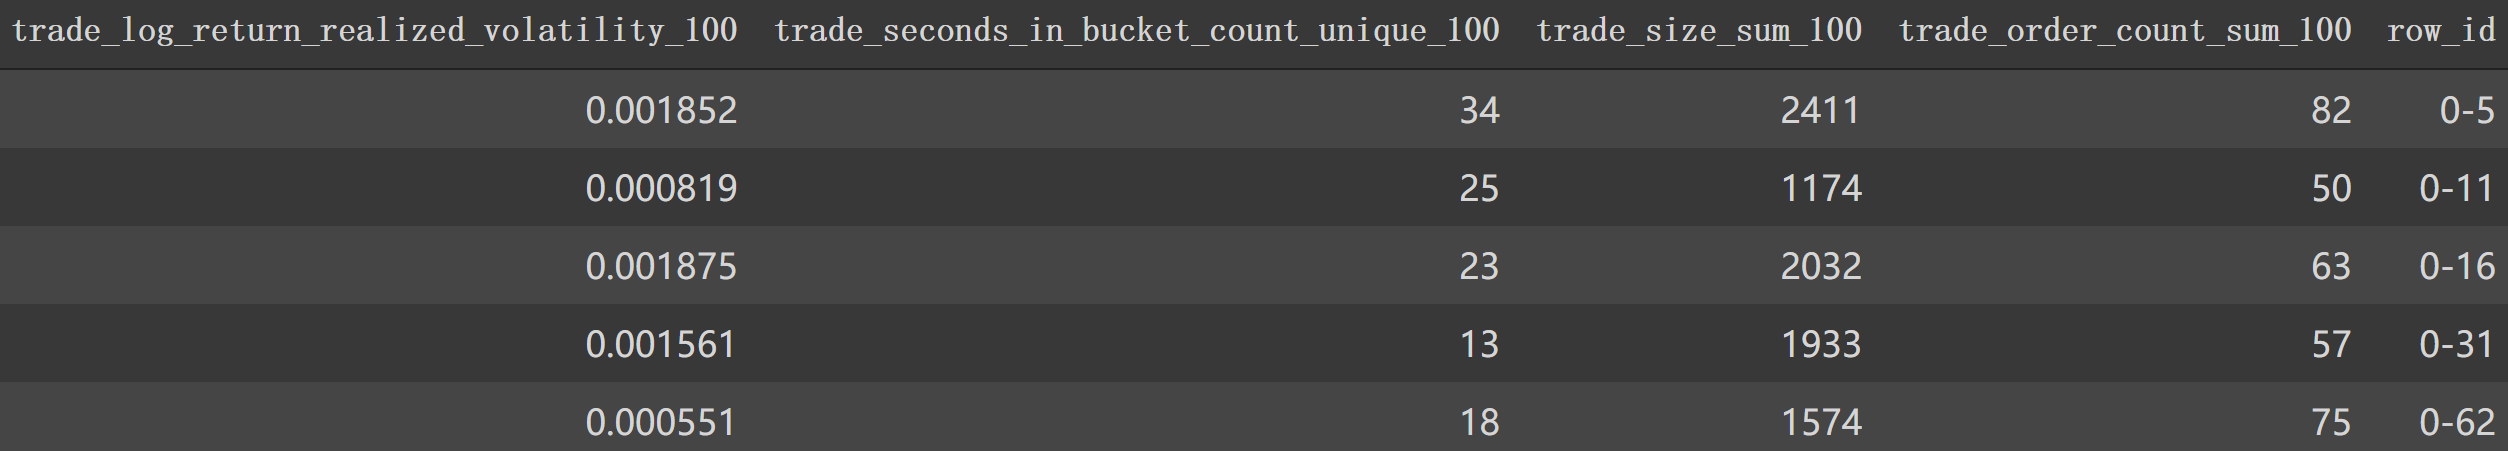 trade_log_return_realized_volatility_100 trade_seconds_in_bucket_count_unique_100 trade_size_sum_100 trade_order_count_sum_100 row_id
0.001852 34 2411 82 0-5
0.000819 25 1174 50 0-11
0.001875 23 2032 63 0-16
0.001561 13 1933 57 0-31
0.000551 18 1574 75 0-62